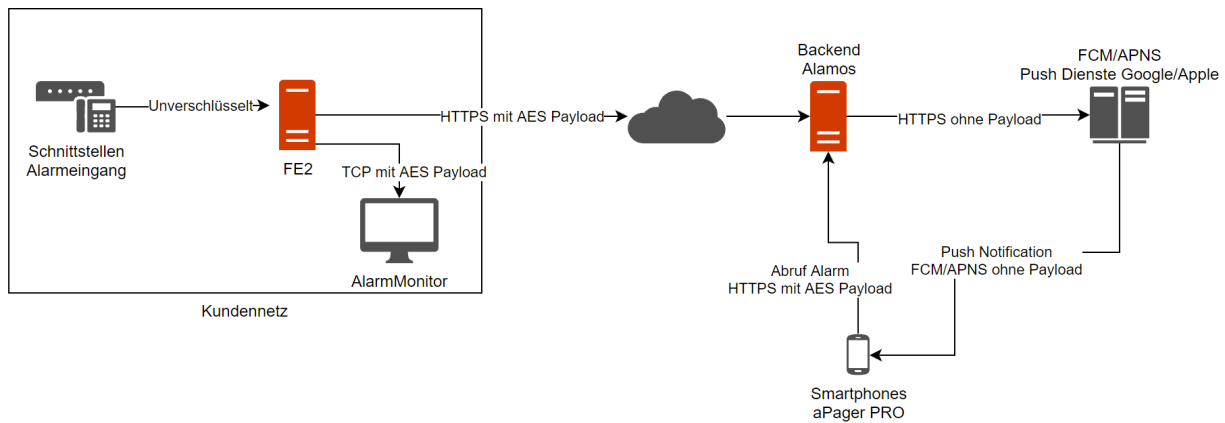 Schnittstellen
Alarmeingang
Unverschlüsselt
FE2
TCP mit AES Payload
AlarmMonitor
Kundennetz
HTTPS mit AES Payload
Backend
Alamos
HTTPS ohne Payload
FCM/APNS
Push Dienste Google/Apple
Push Notification
FCM/APNS ohne Payload
Abruf Alarm
HTTPS mit AES Payload
Smartphones
aPager PRO